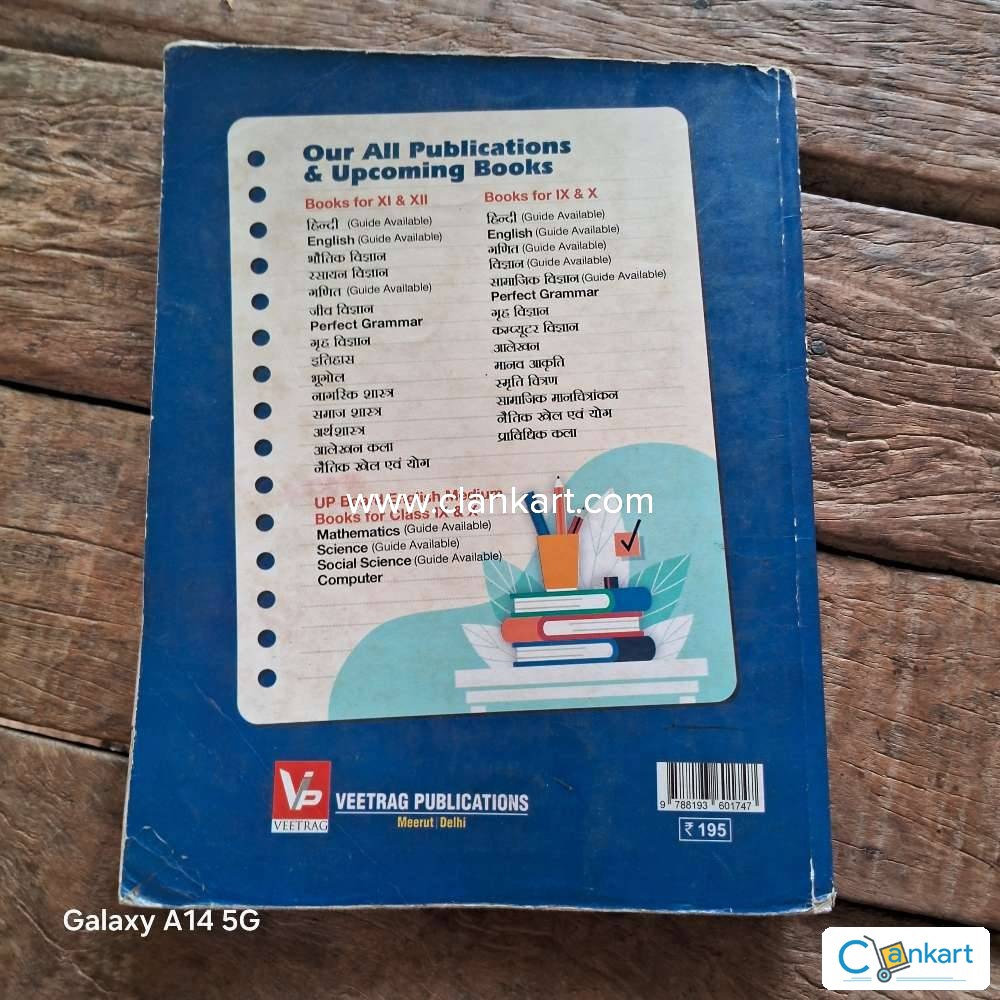 Our All Publications
& Upcoming Books
Books for XI & XII
हिन्दी (Guide Available)
English (Guide Available)
भौतिक विज्ञान
रसायन विज्ञान
गणित (Guide Available)
जीव विज्ञान
Perfect Grammar
गृह विज्ञान
इतिहास
भूगोल
नागरिक शास्त्र
समाज शास्त्र
अर्थशास्त्र
आलेखन कला
नैतिक खेल एवं योग
Books for IX & X
हिन्दी (Guide Available)
English (Guide Available)
गणित (Guide Available)
विज्ञान (Guide Available)
सामाजिक विज्ञान (Guide Available)
Perfect Grammar
गृह विज्ञान
कम्प्यूटर विज्ञान
आलेखन
मानव आकृति
स्मृति चित्रण
सामाजिक मानचित्रांकन
नैतिक खेल एवं योग
प्राविधिक कला
UP Board English Medium
Books for Class IX & X
Mathematics (Guide Available)
Science (Guide Available)
Social Science (Guide Available)
Computer
www.clankart.com
VP
VEETRAG
VEETRAG PUBLICATIONS
Meerut | Delhi
9 788193 601747
₹ 195
Galaxy A14 5G
Clankart